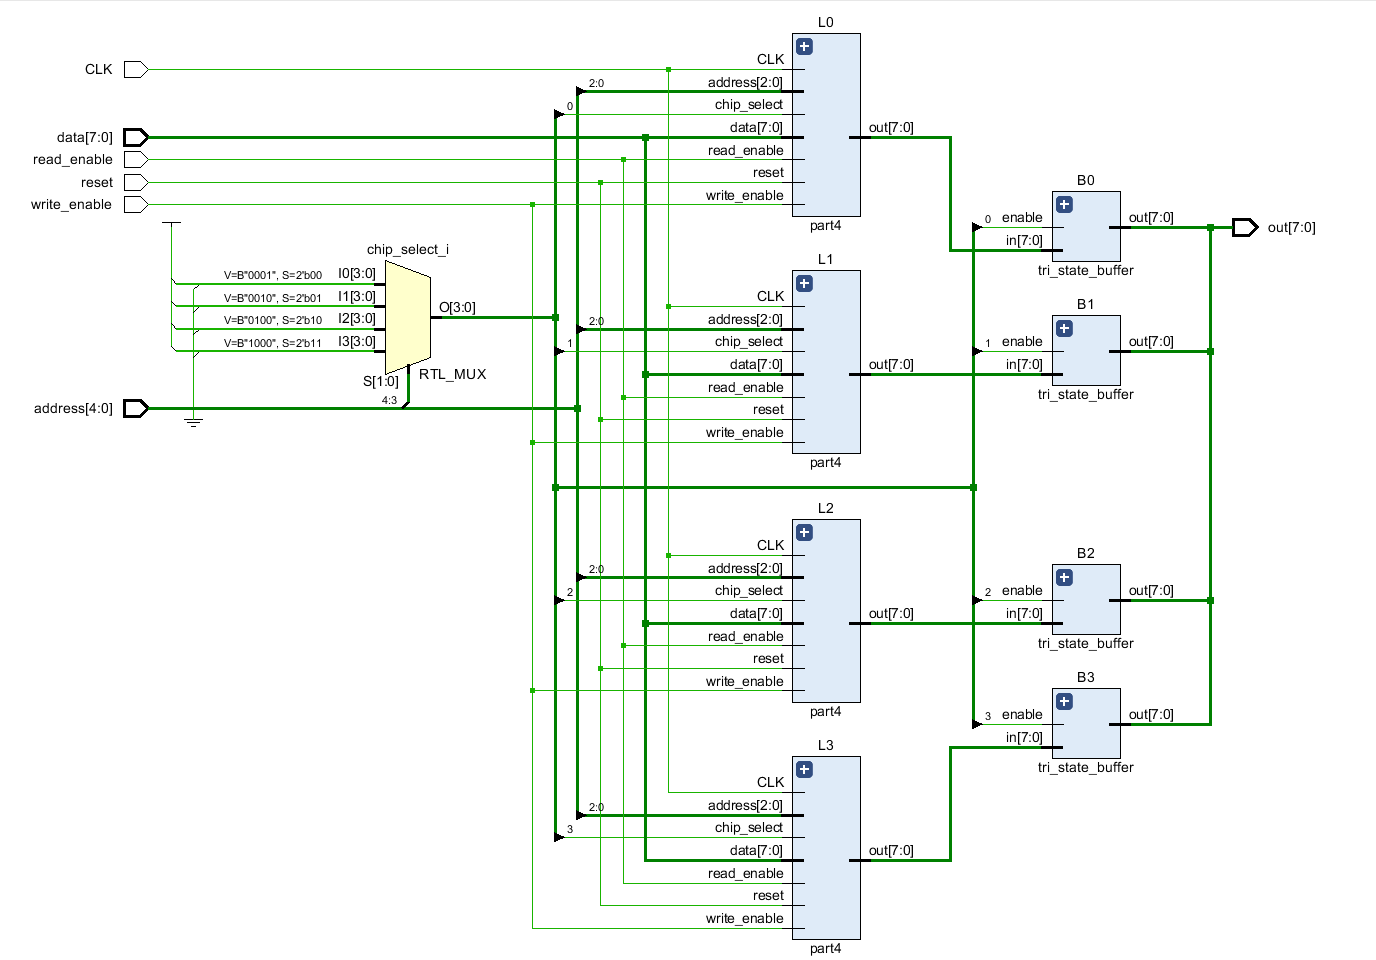 L0
CLK
CLK
address[2:0]
2:0
chip_select
0
data[7:0]
data[7:0]
out[7:0]
read_enable
read_enable
reset
reset
write_enable
write_enable
part4
B0
0
enable
out[7:0]
out[7:0]
in[7:0]
tri_state_buffer
chip_select_i
V=B"0001", S=2'b00
I0[3:0]
V=B"0010", S=2'b01
I1[3:0]
V=B"0100", S=2'b10
I2[3:0]
V=B"1000", S=2'b11
I3[3:0]
O[3:0]
S[1:0]
RTL_MUX
4:3
address[4:0]
L1
CLK
2:0
address[2:0]
1
chip_select
data[7:0]
out[7:0]
read_enable
reset
write_enable
part4
B1
1
enable
out[7:0]
in[7:0]
tri_state_buffer
L2
CLK
2:0
address[2:0]
2
chip_select
data[7:0]
out[7:0]
read_enable
reset
write_enable
part4
B2
2
enable
out[7:0]
in[7:0]
tri_state_buffer
B3
3
enable
out[7:0]
in[7:0]
tri_state_buffer
L3
CLK
2:0
address[2:0]
3
chip_select
data[7:0]
out[7:0]
read_enable
reset
write_enable
part4